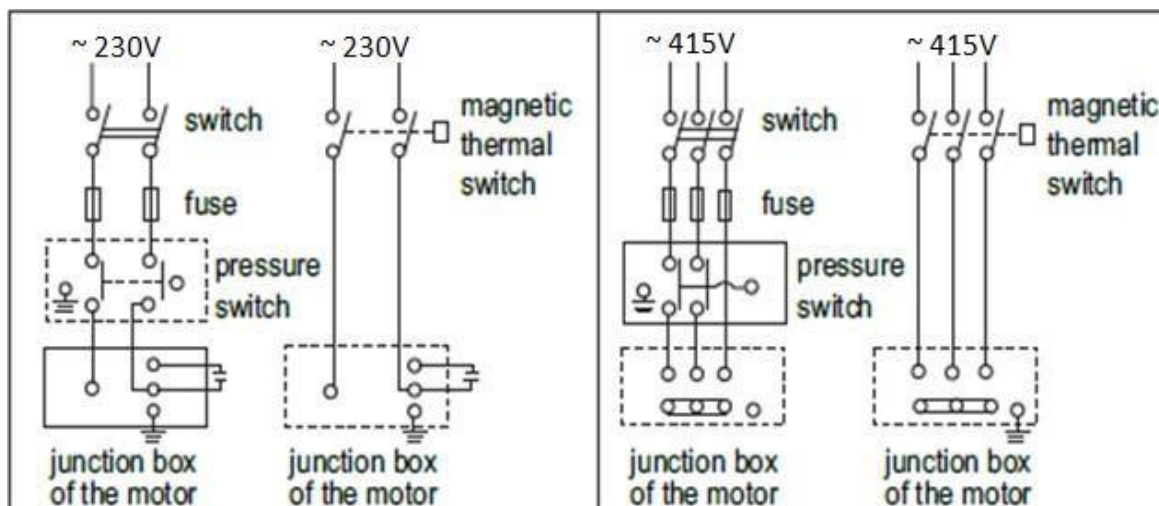 ~ 230V
switch
fuse
pressure
switch
junction box
of the motor
~ 230V
magnetic
thermal
switch
junction box
of the motor
~ 415V
switch
fuse
pressure
switch
junction box
of the motor
~ 415V
magnetic
thermal
switch
junction box
of the motor